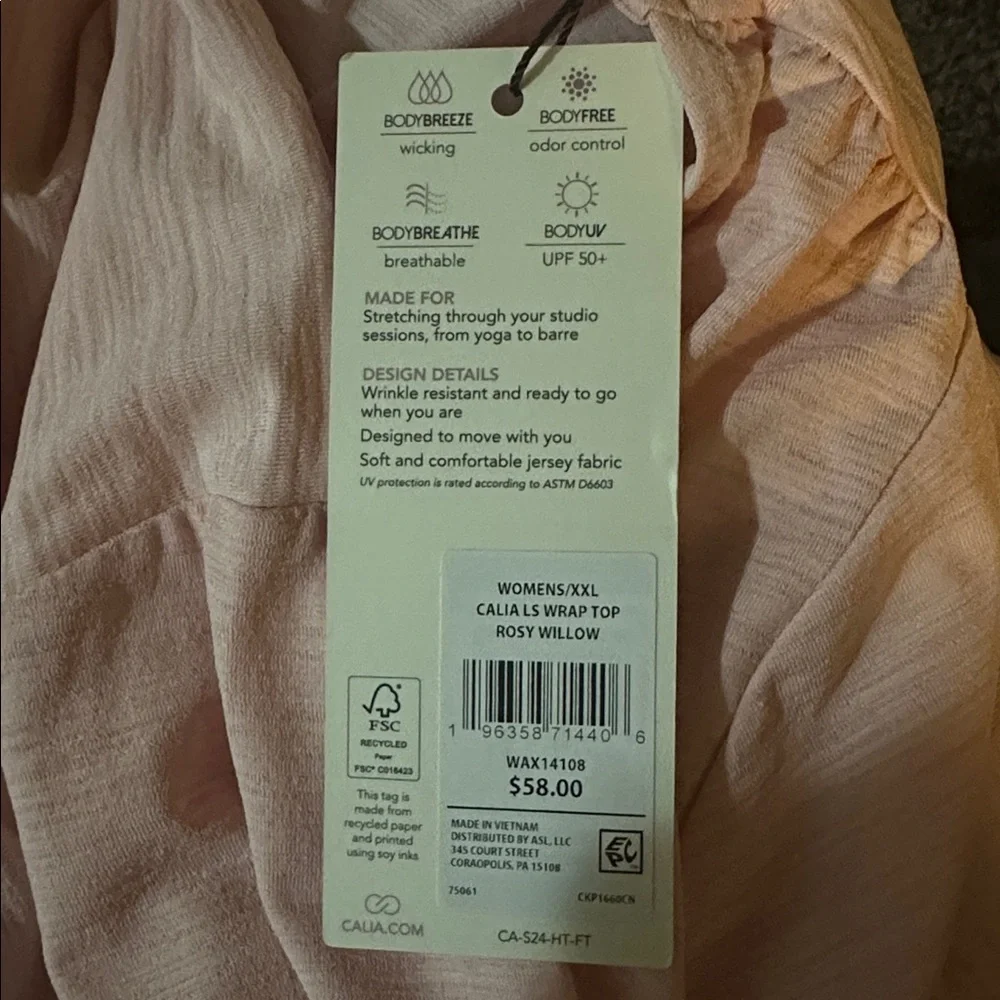 BODYBREEZE
wicking
BODYFREE
odor control
BODYBREATHE
breathable
BODYUV
UPF 50+
MADE FOR
Stretching through your studio
sessions, from yoga to barre
DESIGN DETAILS
Wrinkle resistant and ready to go
when you are
Designed to move with you
Soft and comfortable jersey fabric
UV protection is rated according to ASTM D6603
WOMENS/XXL
CALIA LS WRAP TOP
ROSY WILLOW
1 96358 71440 6
WAX14108
$58.00
MADE IN VIETNAM
DISTRIBUTED BY ASL, LLC
345 COURT STREET
CORAOPOLIS, PA 15108
75061
CKP1660CN
EPC
FSC
RECYCLED
Paper
FSC® C016423
This tag is
made from
recycled paper
and printed
using soy inks
CALIA.COM
CA-S24-HT-FT